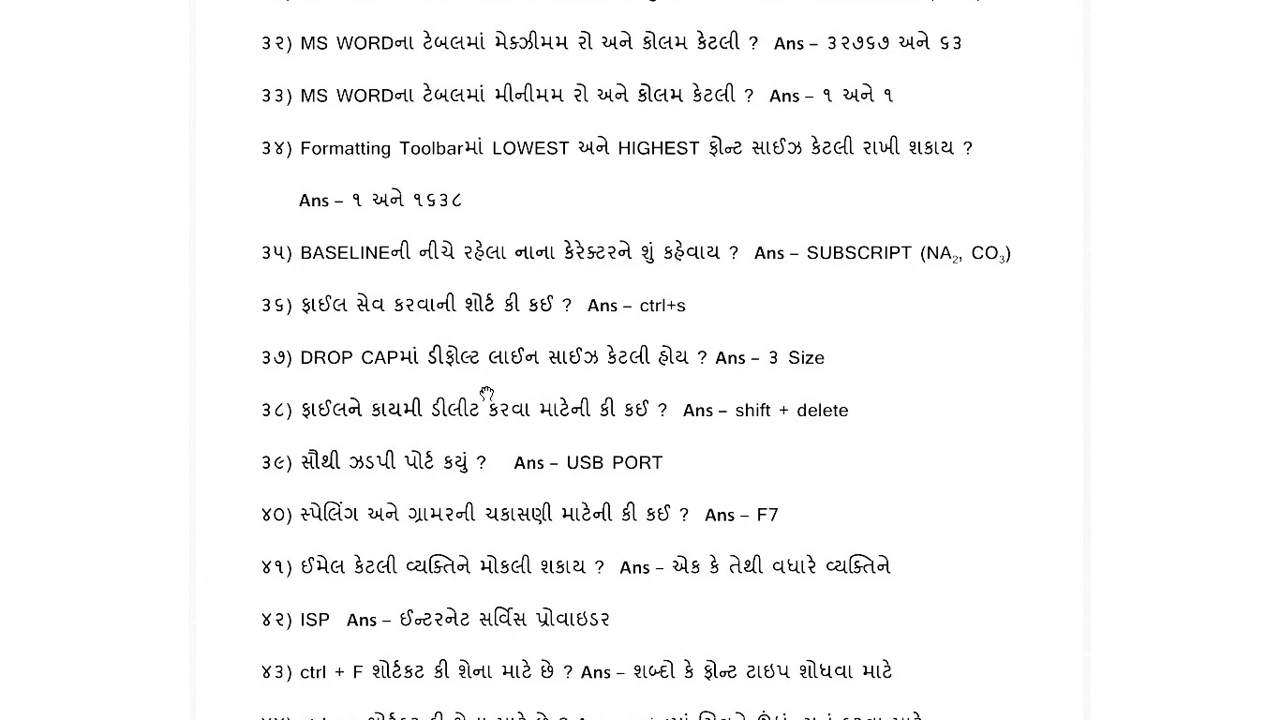 ૩૨) MS WORDના ટેબલમાં મેક્ઝીમમ રો અને કોલમ કેટલી ? Ans – ૩૨૭૬૭ અને ૬૩
૩૩) MS WORDના ટેબલમાં મીનીમમ રો અને કોલમ કેટલી ? Ans – ૧ અને ૧
૩૪) Formatting Toolbarમાં LOWEST અને HIGHEST ફોન્ટ સાઈઝ કેટલી રાખી શકાય ?
Ans – ૧ અને ૧૬૩૮
૩૫) BASELINEની નીચે રહેલા નાના કેરેક્ટરને શું કહેવાય ? Ans – SUBSCRIPT (NA₂, CO₃)
૩૬) ફાઈલ સેવ કરવાની શોર્ટ કી કઈ ? Ans – ctrl+s
૩૭) DROP CAPમાં ડીફોલ્ટ લાઈન સાઈઝ કેટલી હોય ? Ans – ૩ Size
૩૮) ફાઈલને કાયમી ડીલીટ કરવા માટેની કી કઈ ? Ans – shift + delete
૩૯) સૌથી ઝડપી પોર્ટ કયું ? Ans – USB PORT
૪૦) સ્પેલિંગ અને ગ્રામરની ચકાસણી માટેની કી કઈ ? Ans – F7
૪૧) ઈમેલ કેટલી વ્યક્તિને મોકલી શકાય ? Ans – એક કે તેથી વધારે વ્યક્તિને
૪૨) ISP Ans – ઈન્ટરનેટ સર્વિસ પ્રોવાઇડર
૪૩) ctrl + F શોર્ટકટ કી શેના માટે છે ? Ans – શબ્દો કે ફોન્ટ ટાઇપ શોધવા માટે